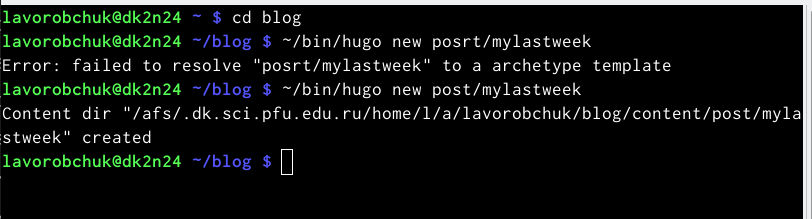 lavorobchuk@dk2n24 ~ $ cd blog
lavorobchuk@dk2n24 ~/blog $ ~/bin/hugo new posrt/mylastweek
Error: failed to resolve "posrt/mylastweek" to a archetype template
lavorobchuk@dk2n24 ~/blog $ ~/bin/hugo new post/mylastweek
Content dir "/afs/.dk.sci.pfu.edu.ru/home/l/a/lavorobchuk/blog/content/post/myla
stweek" created
lavorobchuk@dk2n24 ~/blog $